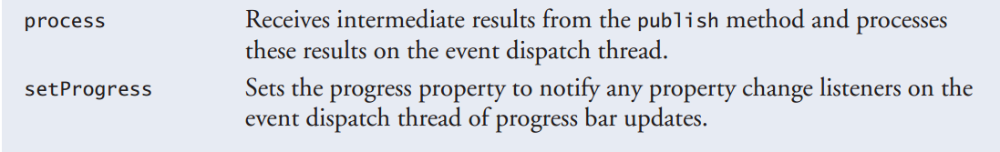 process Receives intermediate results from the publish method and processes
these results on the event dispatch thread.
setProgress Sets the progress property to notify any property change listeners on the
event dispatch thread of progress bar updates.